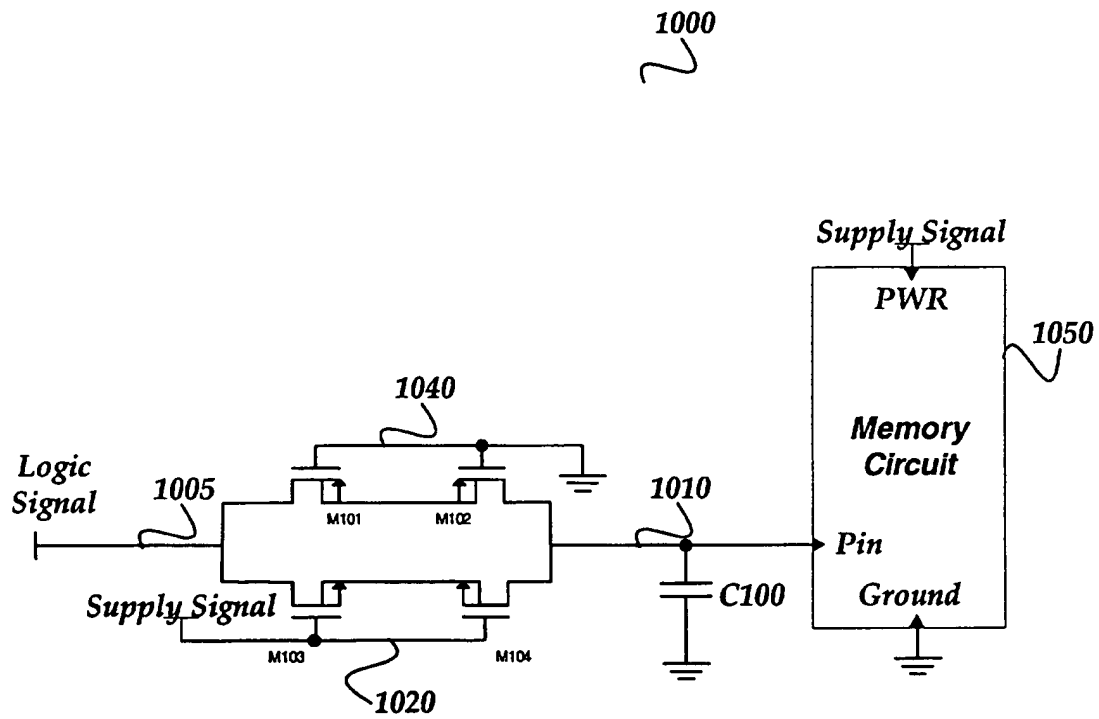 1000
Supply Signal
PWR
1050
1040
Memory
Circuit
Logic
Signal
1005
M101
M102
1010
Pin
Supply Signal
C100
Ground
M103
M104
1020